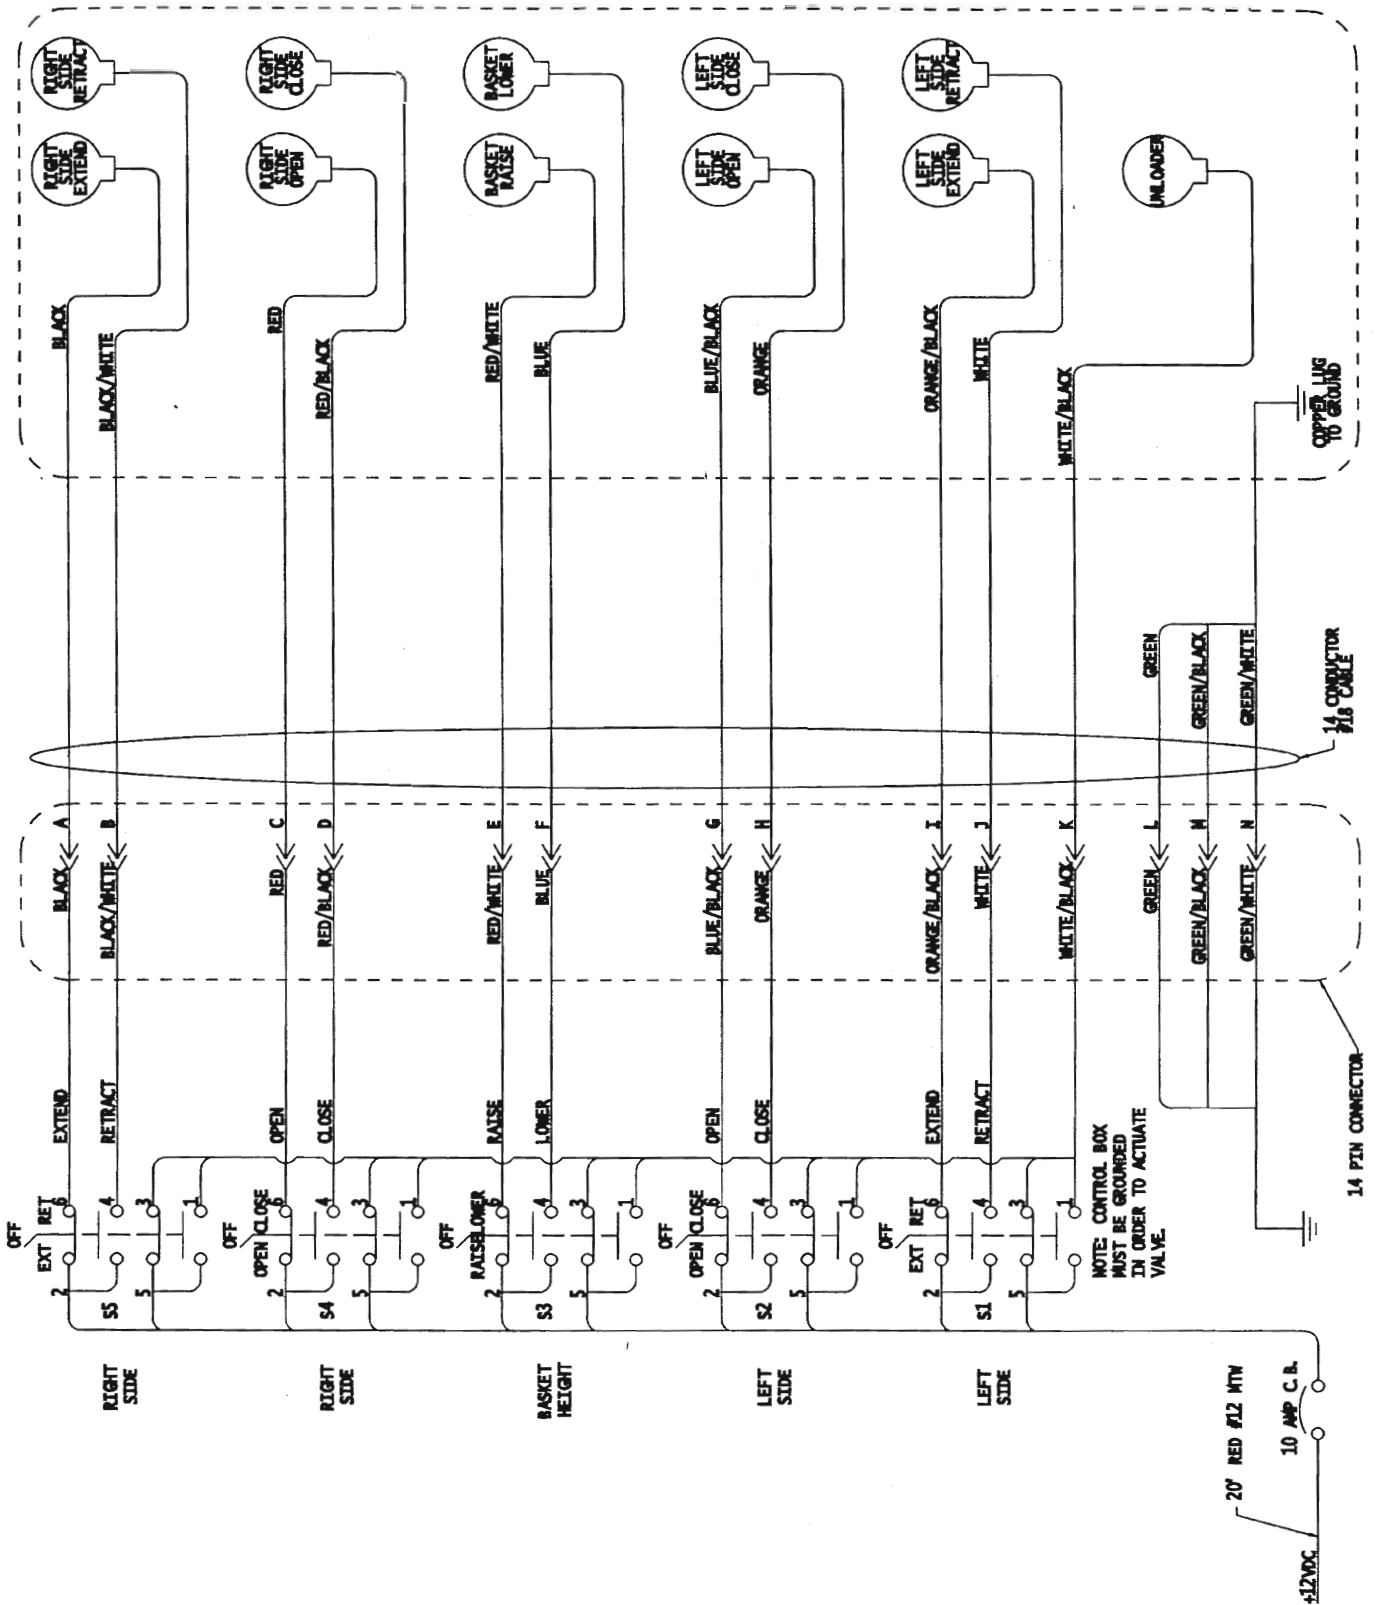 RIGHT
SIDE
RETRACT
RIGHT
SIDE
EXTEND
BLACK
BLACK/WHITE
RIGHT
SIDE
CLOSE
RIGHT
SIDE
OPEN
RED
RED/BLACK
BASKET
LOWER
BASKET
RAISE
RED/WHITE
BLUE
LEFT
SIDE
CLOSE
LEFT
SIDE
OPEN
BLUE/BLACK
ORANGE
LEFT
SIDE
RETRACT
LEFT
SIDE
EXTEND
ORANGE/BLACK
WHITE
UNLOADER
WHITE/BLACK
COPPER LUG
TO GROUND
GREEN
GREEN/BLACK
GREEN/WHITE
14 CONDUCTOR
#18 CABLE
A
B
C
D
E
F
G
H
I
J
K
L
M
N
BLACK
BLACK/WHITE
RED
RED/BLACK
RED/WHITE
BLUE
BLUE/BLACK
ORANGE
ORANGE/BLACK
WHITE
WHITE/BLACK
GREEN
GREEN/BLACK
GREEN/WHITE
14 PIN CONNECTOR
EXTEND
RETRACT
OPEN
CLOSE
RAISE
LOWER
OPEN
CLOSE
EXTEND
RETRACT
OFF
EXT RET
6
4
3
1
2
5
S5
RIGHT
SIDE
OFF
OPEN CLOSE
6
4
3
1
2
5
S4
RIGHT
SIDE
OFF
RAISE LOWER
6
4
3
1
2
5
S3
BASKET
HEIGHT
OFF
OPEN CLOSE
6
4
3
1
2
5
S2
LEFT
SIDE
OFF
EXT RET
6
4
3
1
2
5
S1
LEFT
SIDE
NOTE: CONTROL BOX
MUST BE GROUNDED
IN ORDER TO ACTUATE
VALVE.
20' RED #12 MTW
10 AMP C.B.
+12VDC